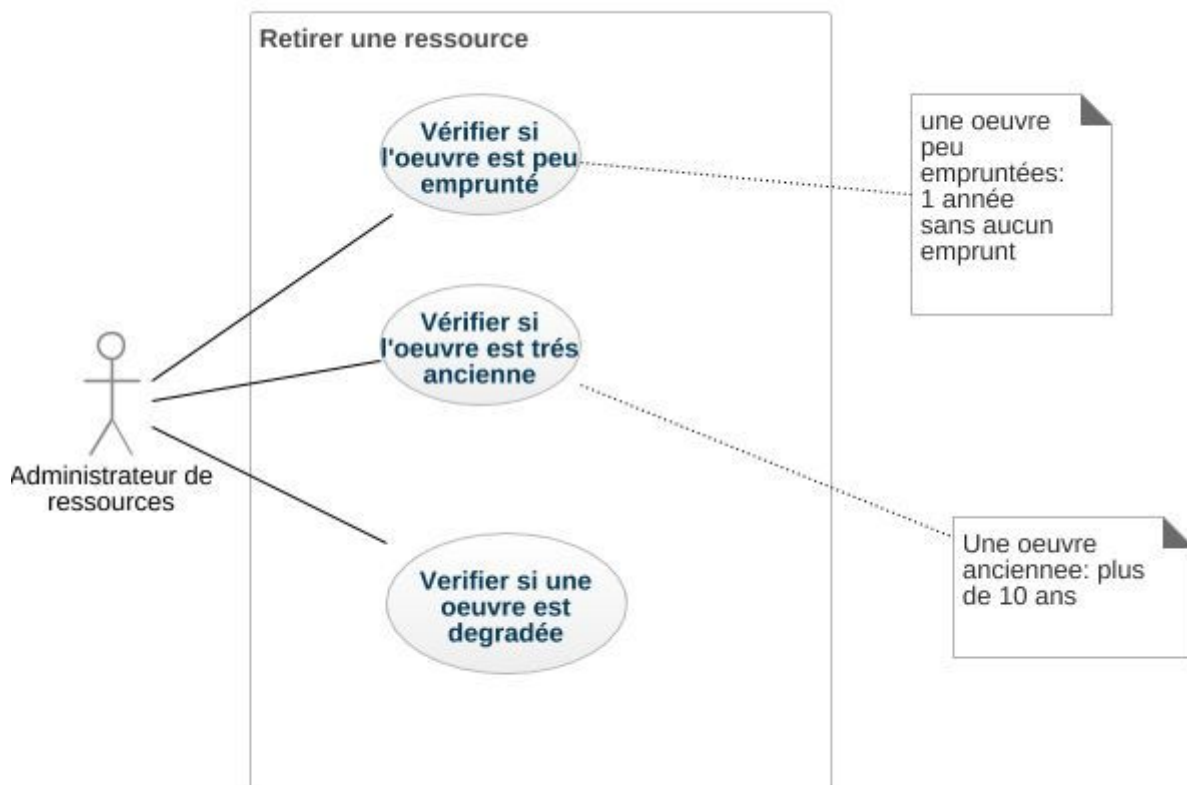 Retirer une ressource
Vérifier si
l'oeuvre est peu
emprunté
une oeuvre
peu
empruntées:
1 année
sans aucun
emprunt
Vérifier si
l'oeuvre est trés
ancienne
Administrateur de
ressources
Verifier si une
oeuvre est
degradée
Une oeuvre
anciennee: plus
de 10 ans